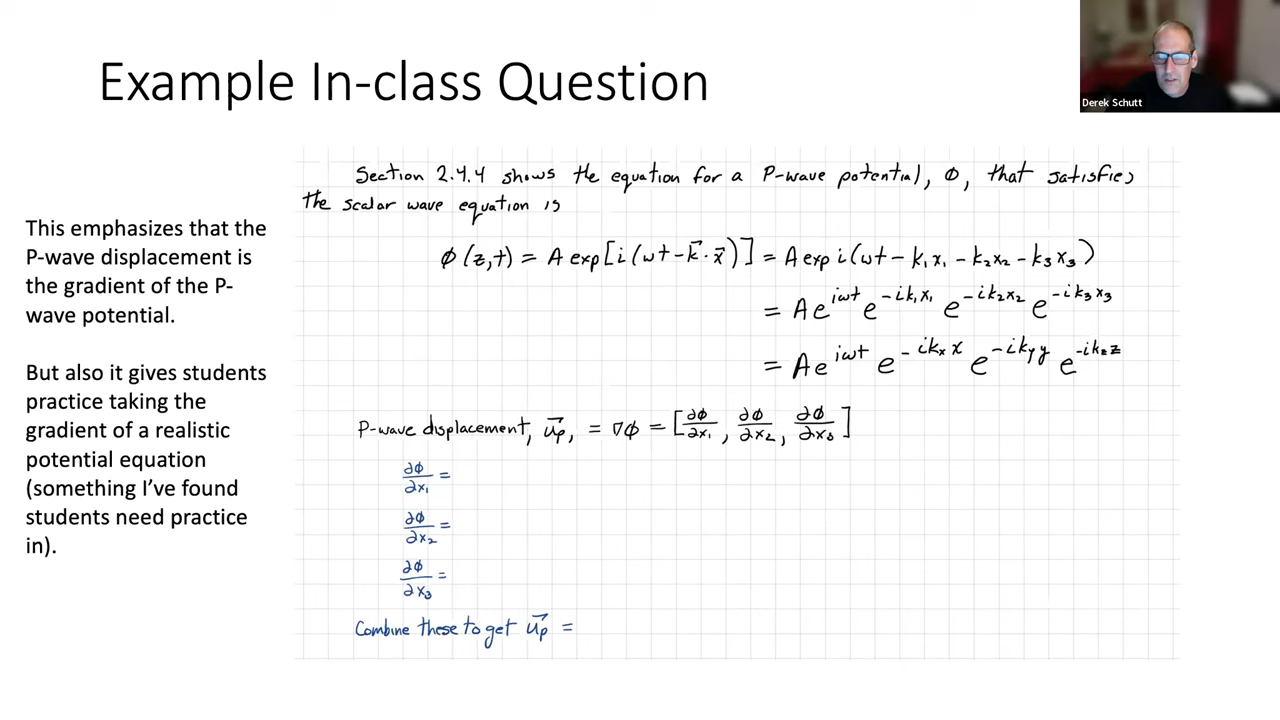 Example In-class Question
Derek Schutt
This emphasizes that the
P-wave displacement is
the gradient of the P-
wave potential.
But also it gives students
practice taking the
gradient of a realistic
potential equation
(something I've found
students need practice
in).
Section 2.4.4 shows the equation for a P-wave potential, ϕ, that satisfies
the scalar wave equation is
ϕ(z,t) = A exp[i(ωt − k⃗·x⃗)] = A exp i(ωt − k₁x₁ − k₂x₂ − k₃x₃)
= A e^{iωt} e^{−ik₁x₁} e^{−ik₂x₂} e^{−ik₃x₃}
= A e^{iωt} e^{−ikₓx} e^{−ik_y y} e^{−ik_z z}
P-wave displacement, u⃗ₚ, = ∇ϕ = [∂ϕ/∂x₁, ∂ϕ/∂x₂, ∂ϕ/∂x₃]
∂ϕ/∂x₁ =
∂ϕ/∂x₂ =
∂ϕ/∂x₃ =
Combine these to get u⃗ₚ =